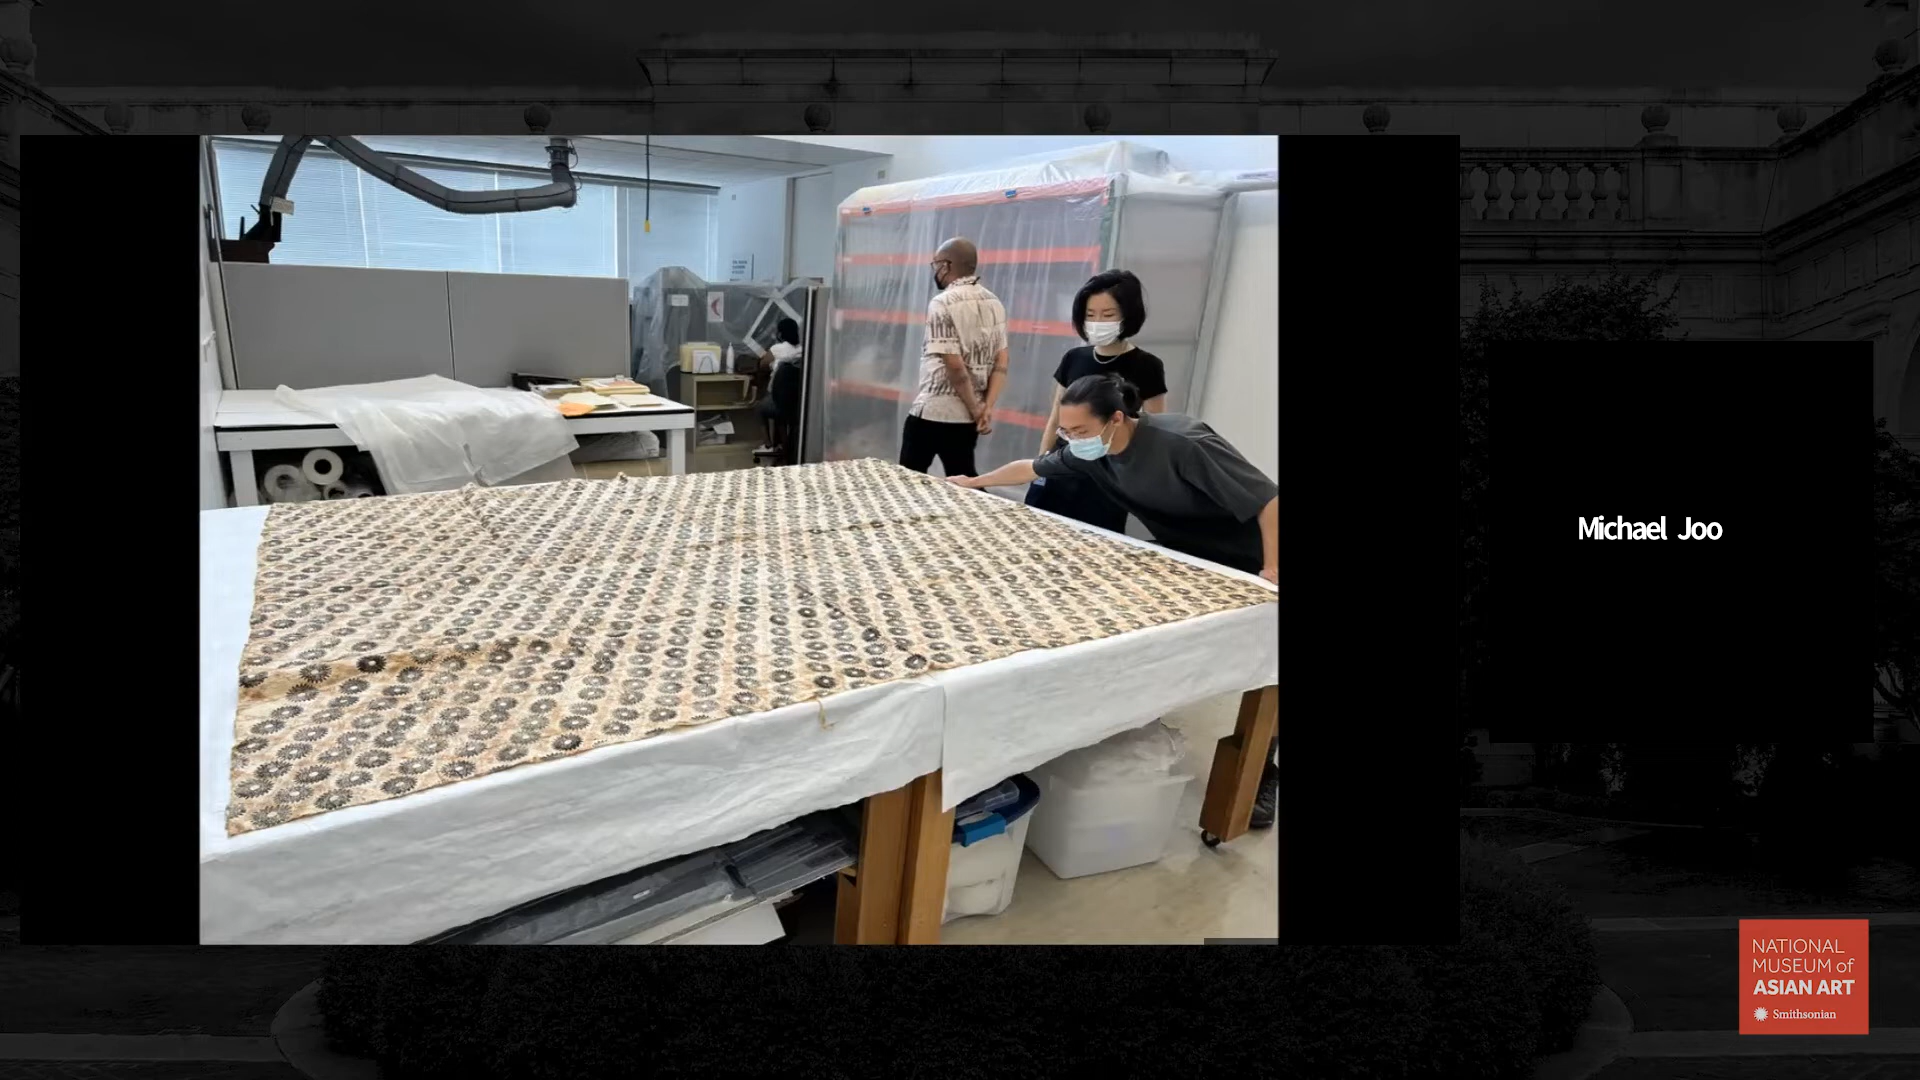 Michael Joo
NATIONAL
MUSEUM of
ASIAN ART
Smithsonian